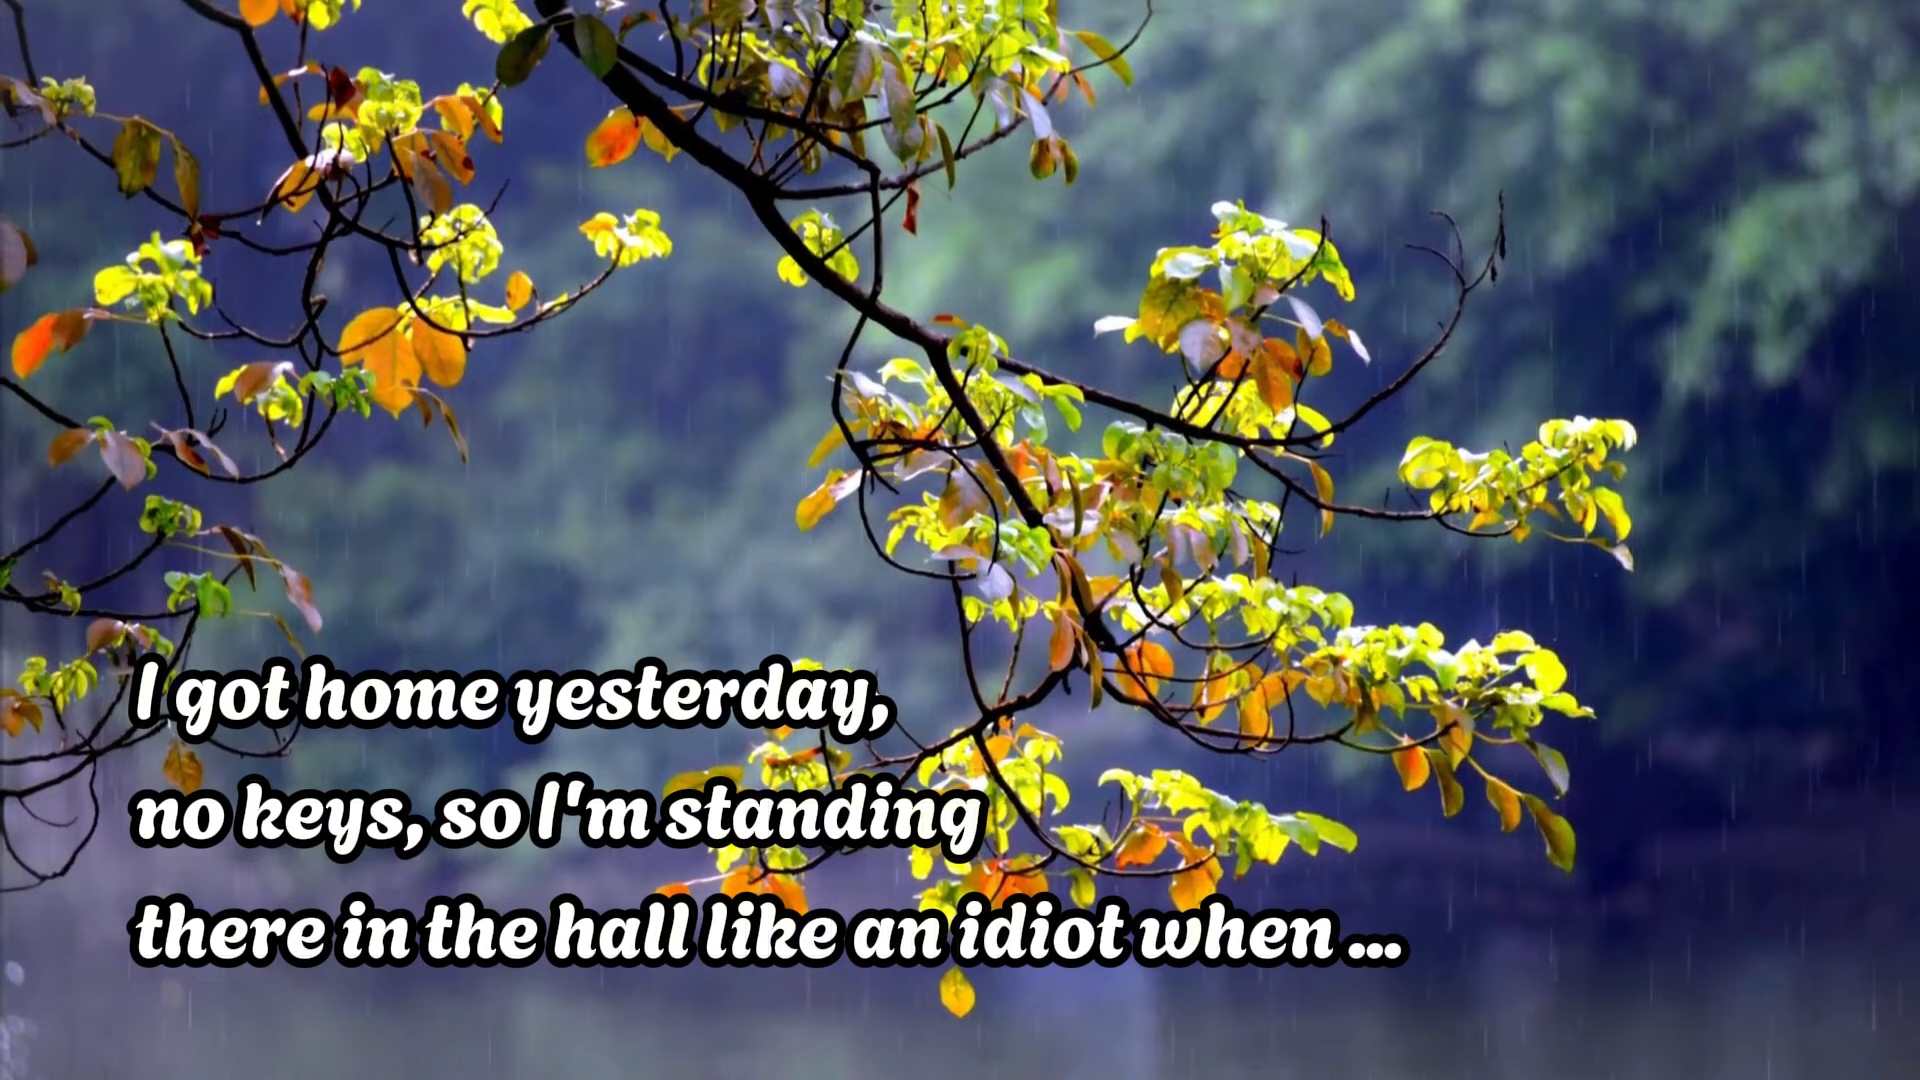 I got home yesterday,
no keys, so I'm standing
there in the hall like an idiot when ...